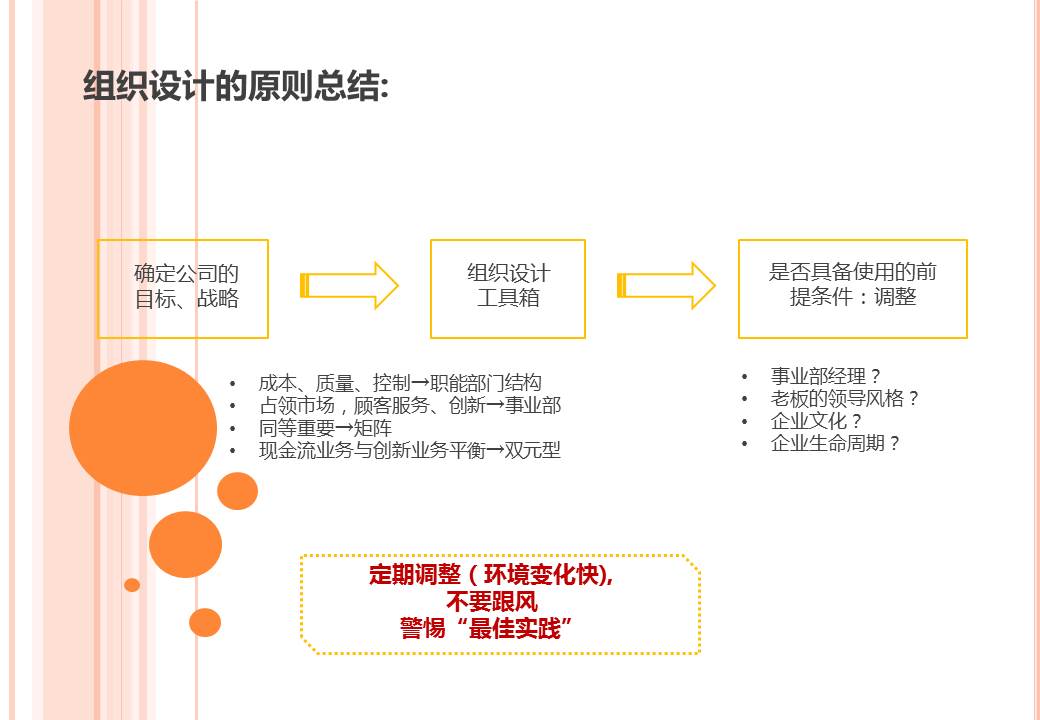 组织设计的原则总结:
确定公司的
目标、战略
组织设计
工具箱
是否具备使用的前
提条件：调整
• 成本、质量、控制→职能部门结构
• 占领市场，顾客服务、创新→事业部
• 同等重要→矩阵
• 现金流业务与创新业务平衡→双元型
• 事业部经理？
• 老板的领导风格？
• 企业文化？
• 企业生命周期？
定期调整（环境变化快),
不要跟风
警惕“最佳实践”